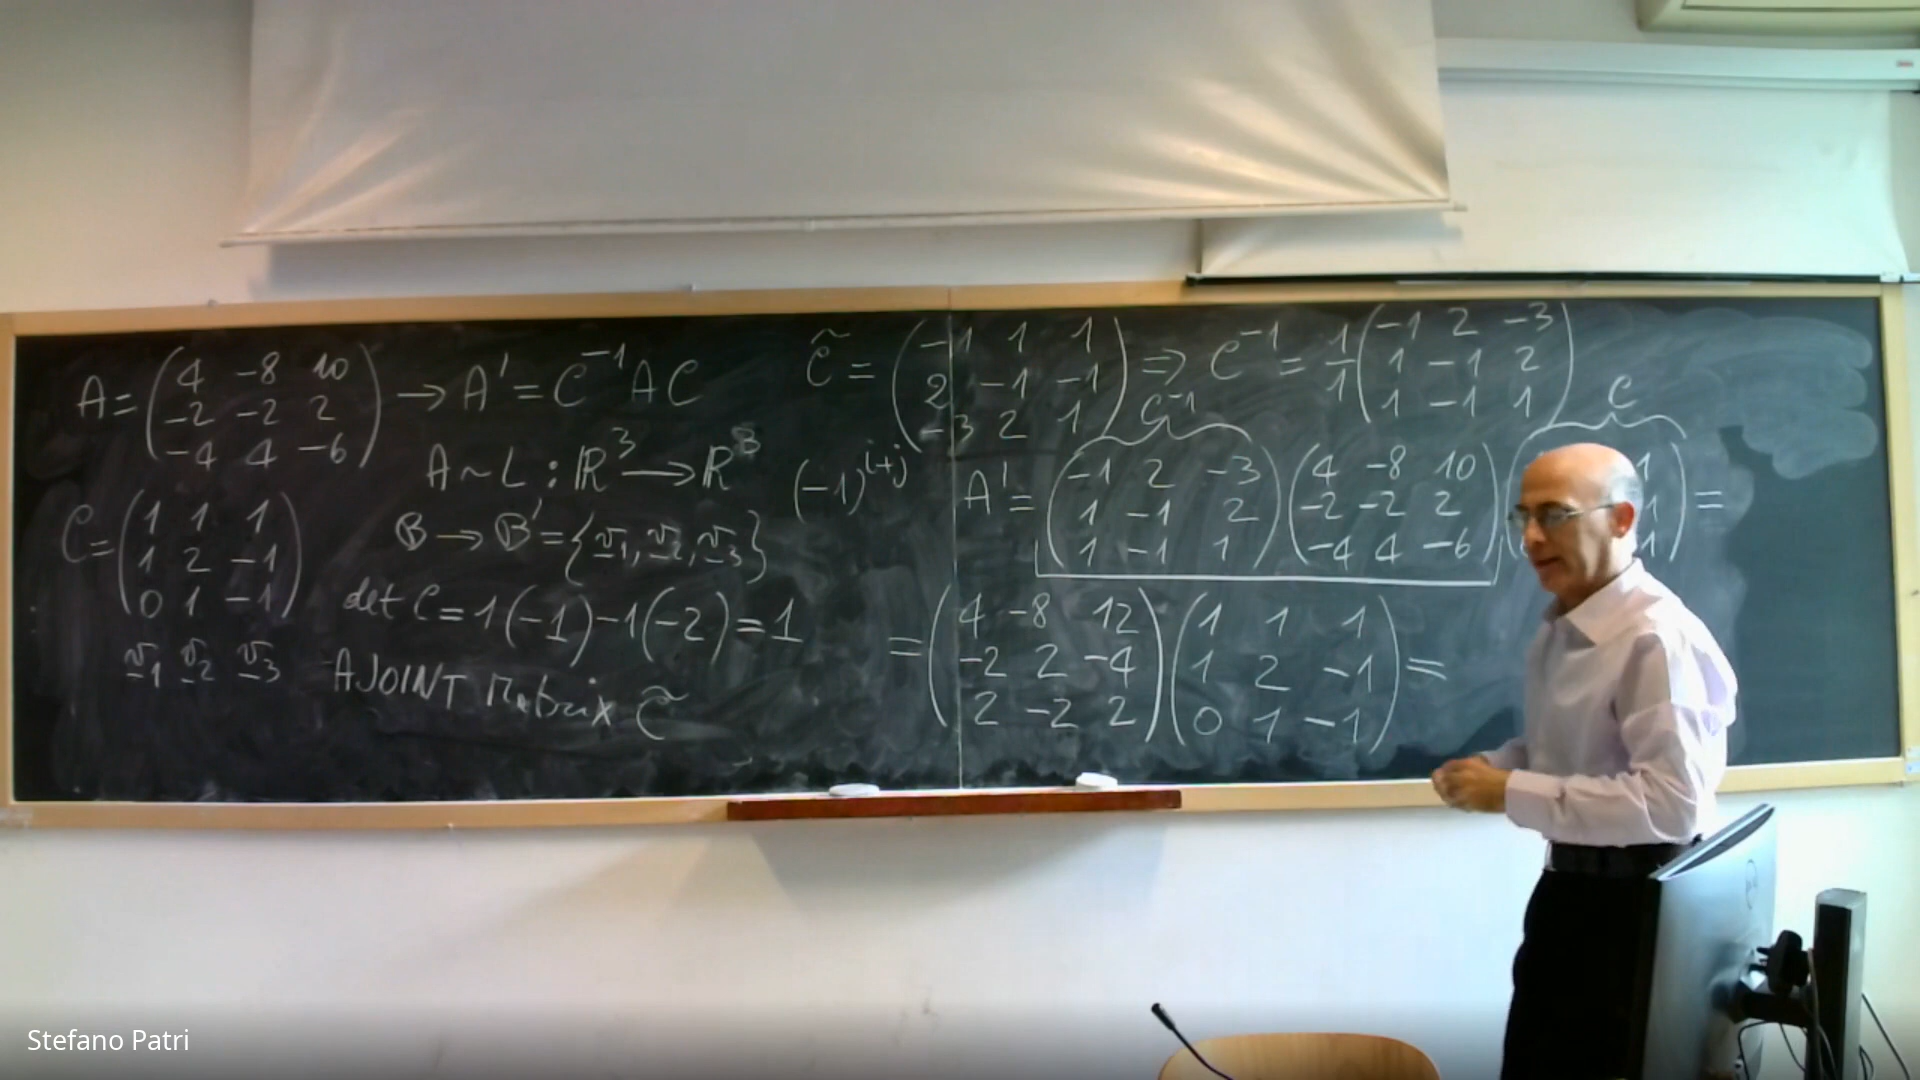 A = ( 4 -8 10 ) → A' = C⁻¹ A C
( -2 -2 2 )
( -4 4 -6 )
A ~ L : ℝ³ → ℝ³
C = ( 1 1 1 )
( 1 2 -1 )
( 0 1 -1 )
v₁ v₂ v₃
B → B' = {v₁, v₂, v₃}
det C = 1(-1) -1(-2) = 1
AJOINT Matrix C̃
C̃ = ( -1 1 1 ) ⇒ C⁻¹ = 1/1 ( -1 2 -3 )
( 2 -1 -1 ) ( 1 -1 2 )
( -3 2 1 ) ( 1 -1 1 )
(-1)^{i+j}
C⁻¹ C
A' = ( -1 2 -3 ) ( 4 -8 10 ) ( 1 ) =
( 1 -1 2 ) ( -2 -2 2 ) ( 1 )
( 1 -1 1 ) ( -4 4 -6 ) ( 1 )
= ( 4 -8 12 ) ( 1 1 1 ) =
( -2 2 -4 ) ( 1 2 -1 )
( 2 -2 2 ) ( 0 1 -1 )
Stefano Patri